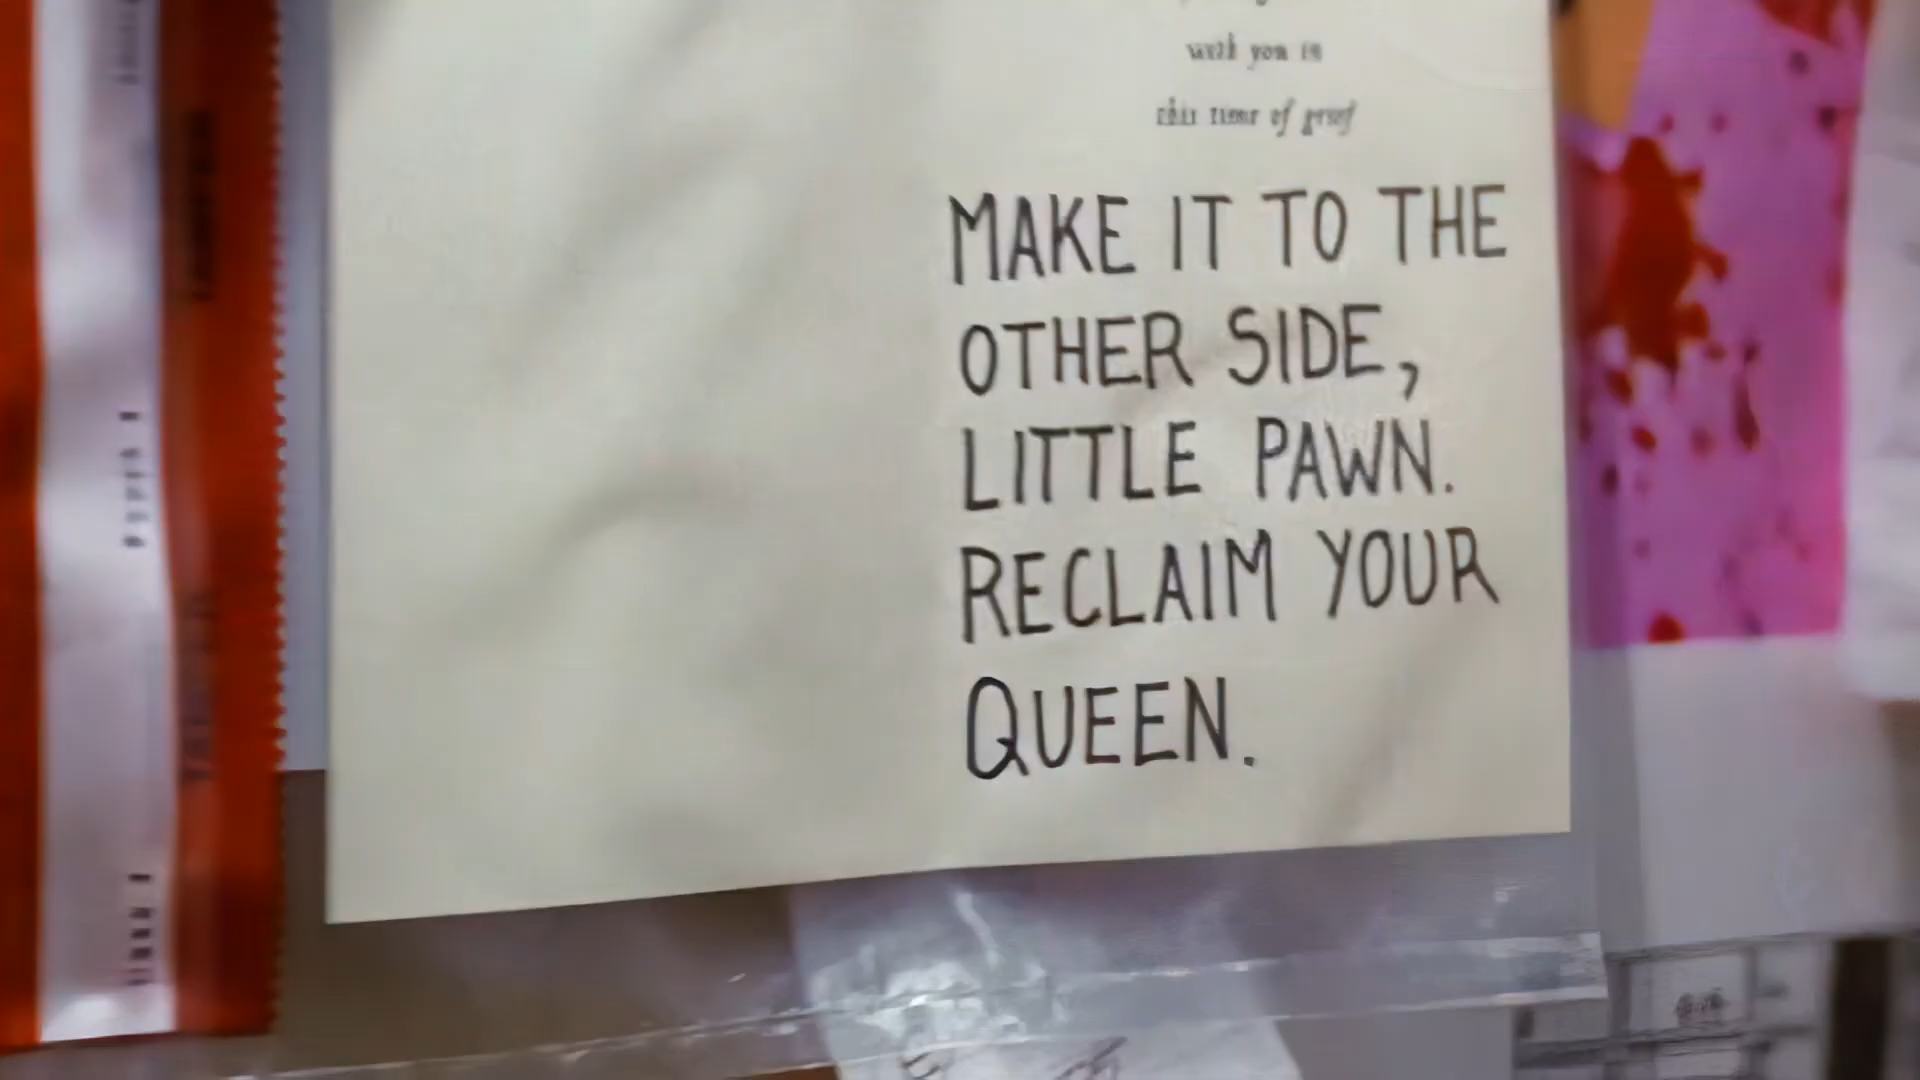 with you in
this time of grief
MAKE IT TO THE
OTHER SIDE,
LITTLE PAWN.
RECLAIM YOUR
QUEEN.